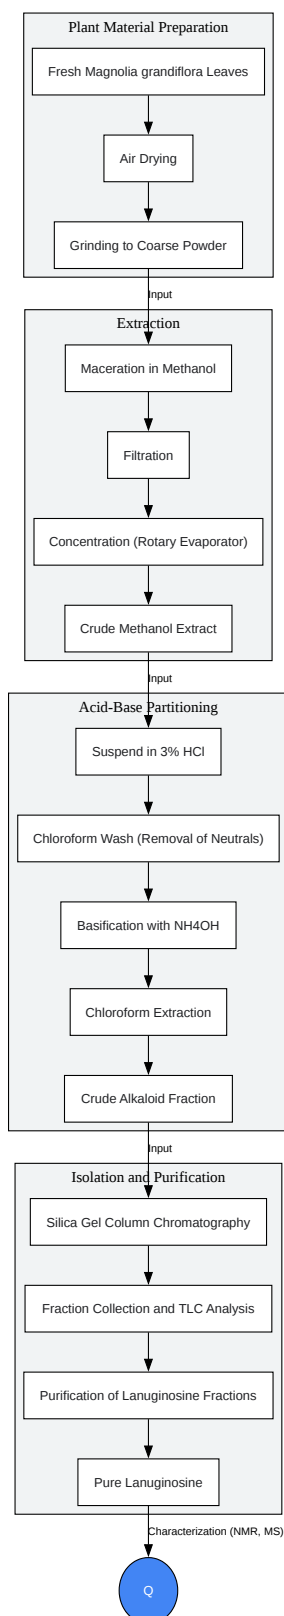 Plant Material Preparation
Fresh Magnolia grandiflora Leaves
Air Drying
Grinding to Coarse Powder
Input
Extraction
Maceration in Methanol
Filtration
Concentration (Rotary Evaporator)
Crude Methanol Extract
Input
Acid-Base Partitioning
Suspend in 3% HCl
Chloroform Wash (Removal of Neutrals)
Basification with NH4OH
Chloroform Extraction
Crude Alkaloid Fraction
Input
Isolation and Purification
Silica Gel Column Chromatography
Fraction Collection and TLC Analysis
Purification of Lanuginosine Fractions
Pure Lanuginosine
Characterization (NMR, MS)
Q